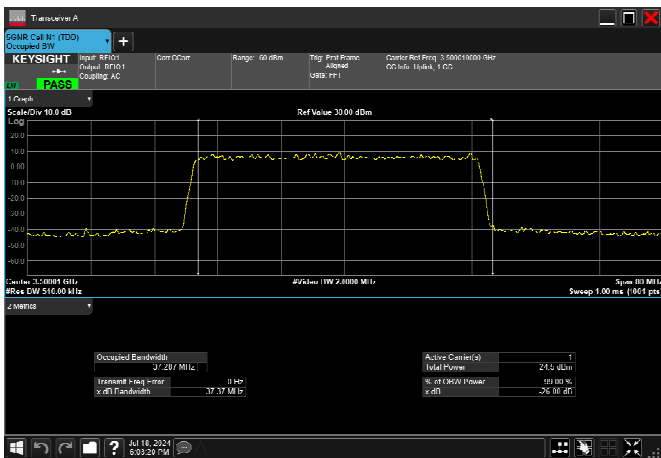 Transceiver A
5GNR Cell N1 (TDD)
Occupied BW
KEYSIGHT
PASS
Input: RFIO1
Output: RFIO1
Coupling: AC
Corr CCorr
Range: 60 dBm
Trig: Prat Frame
Aligned
Gate: FFT
Carrier Ref Freq: 3.500010000 GHz
CC Info: Uplink, 1 CC
1 Graph
Scale/Div 10.0 dB
Ref Value 30.00 dBm
Log
20.0
10.0
0.00
-10.0
-20.0
-30.0
-40.0
-50.0
-60.0
Center 3.50001 GHz
#Video BW 2.0000 MHz
Span 80 MHz
#Res BW 510.00 kHz
Sweep 1.00 ms (1001 pts)
2 Metrics
Occupied Bandwidth
37.287 MHz
Transmit Freq Error
0 Hz
x dB Bandwidth
37.37 MHz
Active Carrier(s)
1
Total Power
24.5 dBm
% of OBW Power
99.00 %
x dB
-26.00 dB
Jul 18, 2024
6:03:20 PM